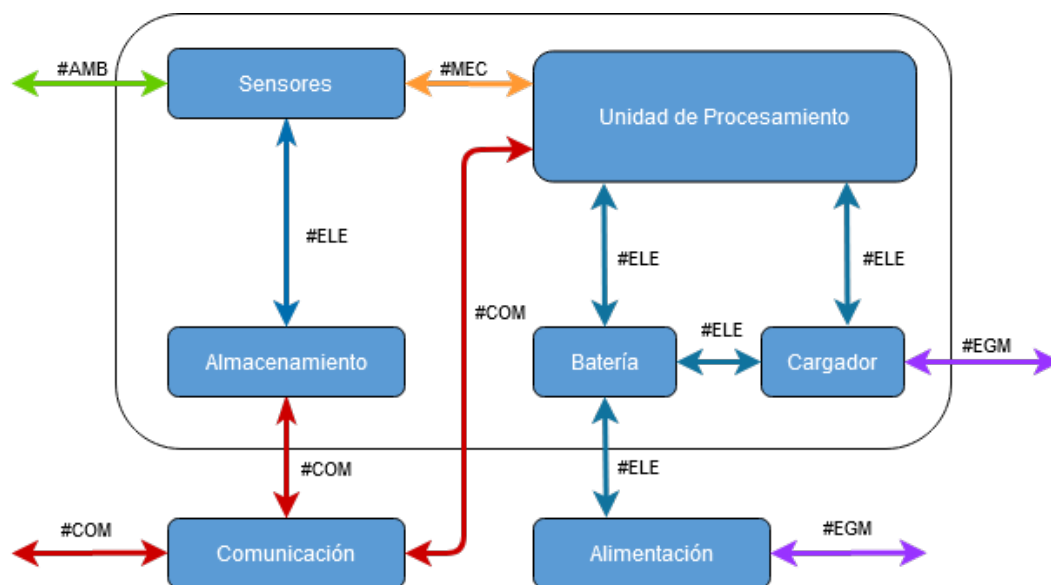 #AMB
Sensores
#MEC
Unidad de Procesamiento
#ELE
#ELE
#ELE
#COM
#ELE
Almacenamiento
Batería
Cargador
#EGM
#COM
#ELE
#COM
Comunicación
Alimentación
#EGM